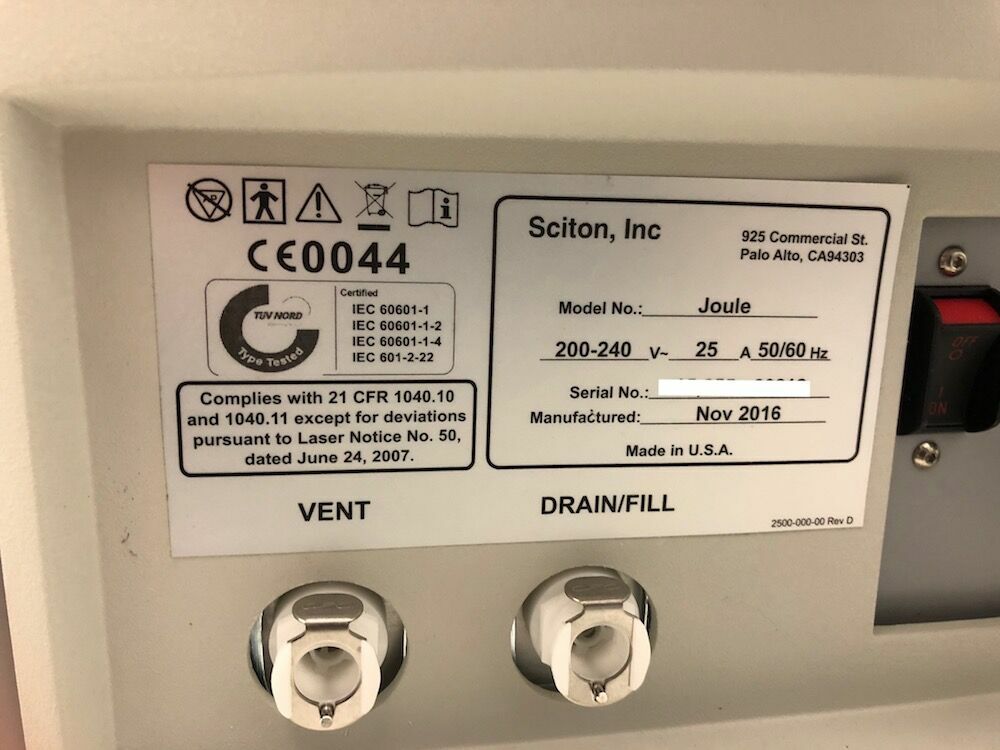 CE0044
TUV NORD
Type Tested
Certified
IEC 60601-1
IEC 60601-1-2
IEC 60601-1-4
IEC 601-2-22
Complies with 21 CFR 1040.10
and 1040.11 except for deviations
pursuant to Laser Notice No. 50,
dated June 24, 2007.
Sciton, Inc
925 Commercial St.
Palo Alto, CA94303
Model No.: Joule
200-240 V~ 25 A 50/60 Hz
Serial No.:
Manufactured: Nov 2016
Made in U.S.A.
VENT
DRAIN/FILL
2500-000-00 Rev D
OFF
O
I
ON